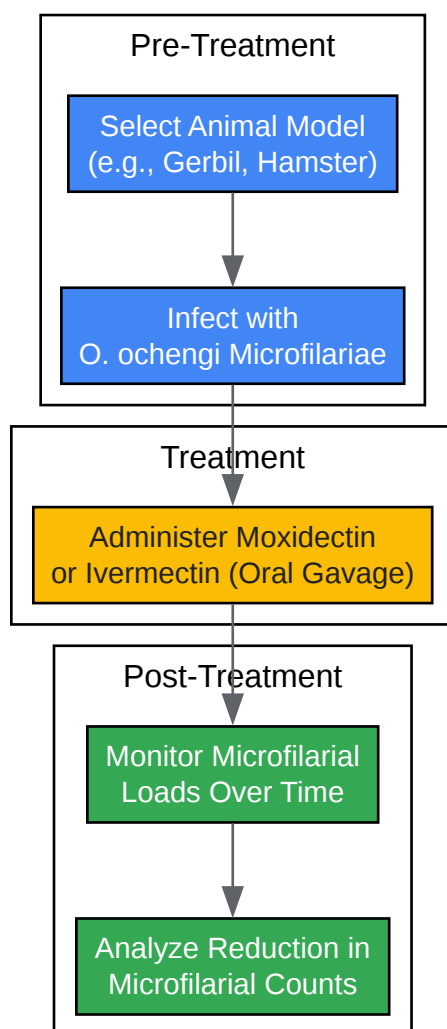 Pre-Treatment
Select Animal Model
(e.g., Gerbil, Hamster)
Infect with
O. ochengi Microfilariae
Treatment
Administer Moxidectin
or Ivermectin (Oral Gavage)
Post-Treatment
Monitor Microfilarial
Loads Over Time
Analyze Reduction in
Microfilarial Counts